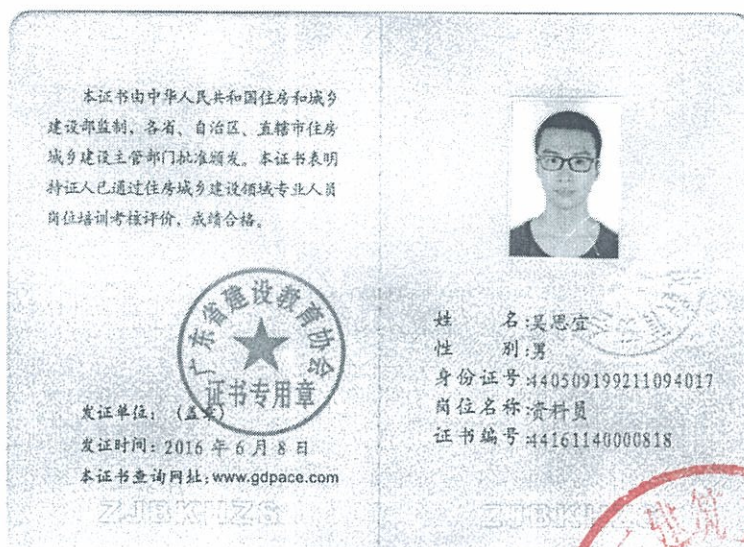 本证书由中华人民共和国住房和城乡
建设部监制,各省、自治区、直辖市住房
城乡建设主管部门批准颁发。本证书表明
持证人已通过住房城乡建设领域专业人员
岗位培训考核评价,成绩合格。
广东省建设教育协会
证书专用章
发证单位:(盖章)
发证时间:2016 年 6 月 8 日
本证书查询网址:www.gdpace.com
姓 名:吴思宜
性 别:男
身份证号:440509199211094017
岗位名称:资料员
证书编号:44161140000818
建筑